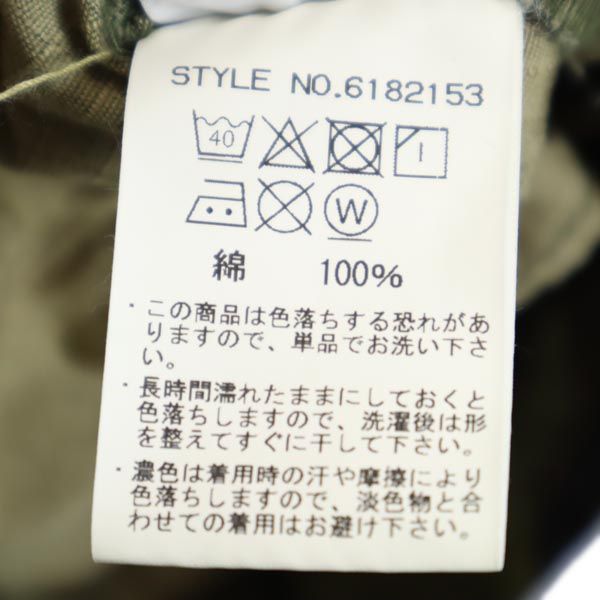 STYLE NO.6182153
40
W
綿 100%
・この商品は色落ちする恐れがあ
りますので、単品でお洗い下さ
い。
・長時間濡れたままにしておくと
色落ちしますので、洗濯後は形
を整えてすぐに干して下さい。
・濃色は着用時の汗や摩擦により
色落ちしますので、淡色物と合
わせての着用はお避け下さい。